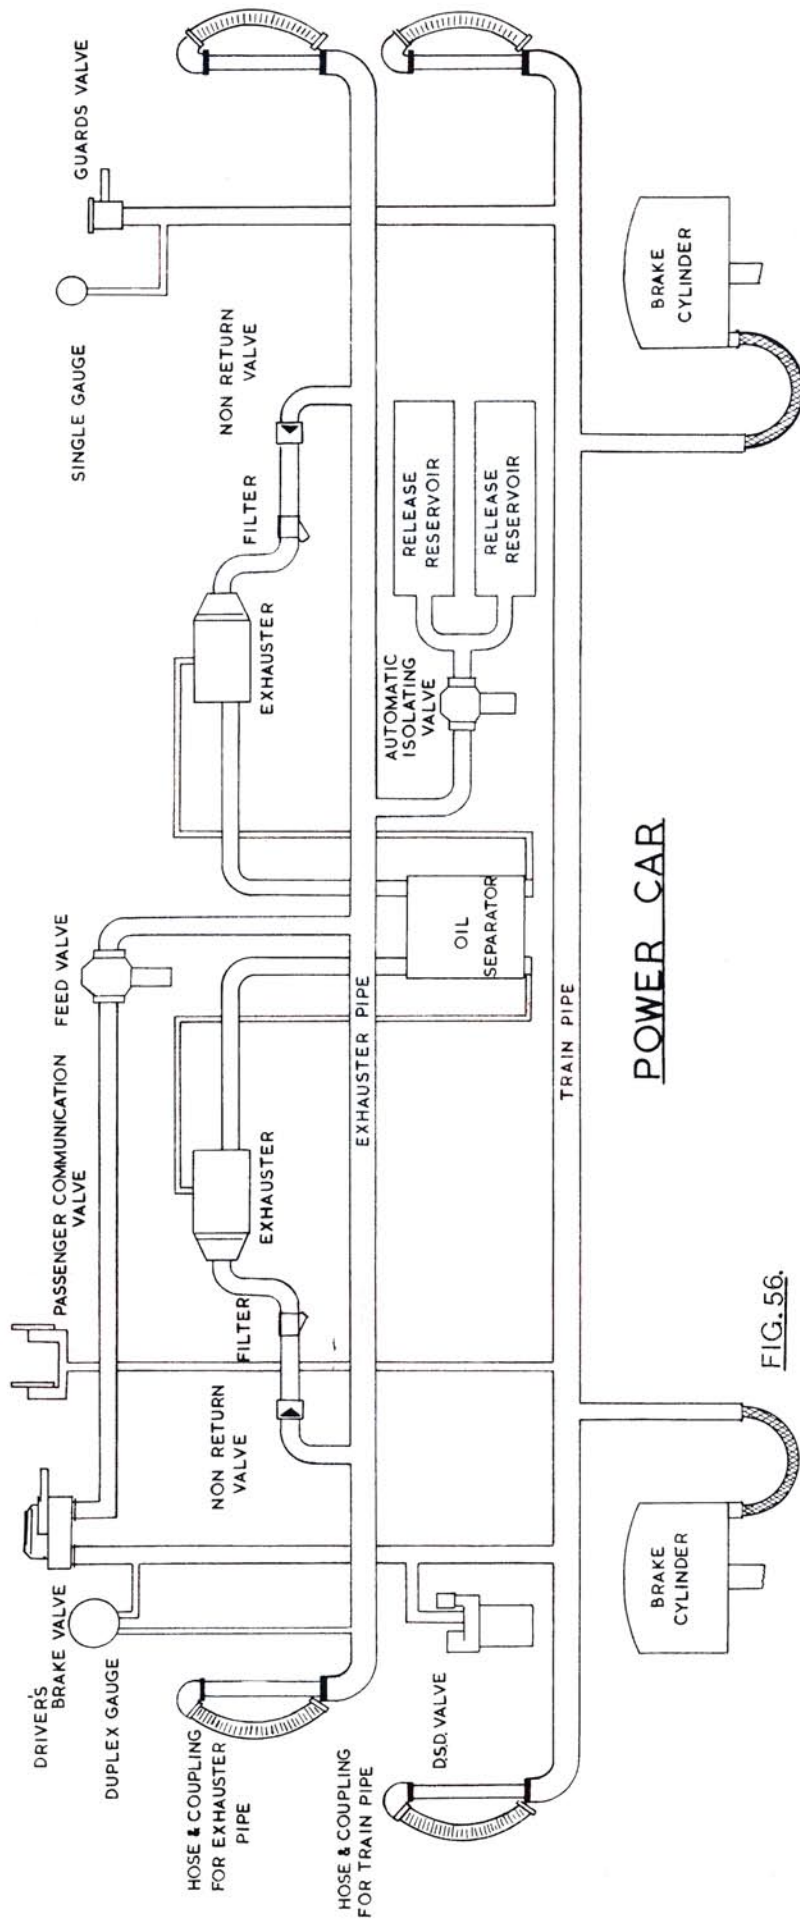 DRIVER'S
BRAKE VALVE
DUPLEX GAUGE
HOSE & COUPLING
FOR EXHAUSTER
PIPE
HOSE & COUPLING
FOR TRAIN PIPE
D.S.D. VALVE
PASSENGER COMMUNICATION
VALVE
FEED VALVE
NON RETURN
VALVE
FILTER
EXHAUSTER
EXHAUSTER PIPE
OIL
SEPARATOR
TRAIN PIPE
EXHAUSTER
FILTER
NON RETURN
VALVE
AUTOMATIC
ISOLATING
VALVE
RELEASE
RESERVOIR
RELEASE
RESERVOIR
SINGLE GAUGE
GUARDS VALVE
BRAKE
CYLINDER
BRAKE
CYLINDER
POWER CAR
FIG. 56.